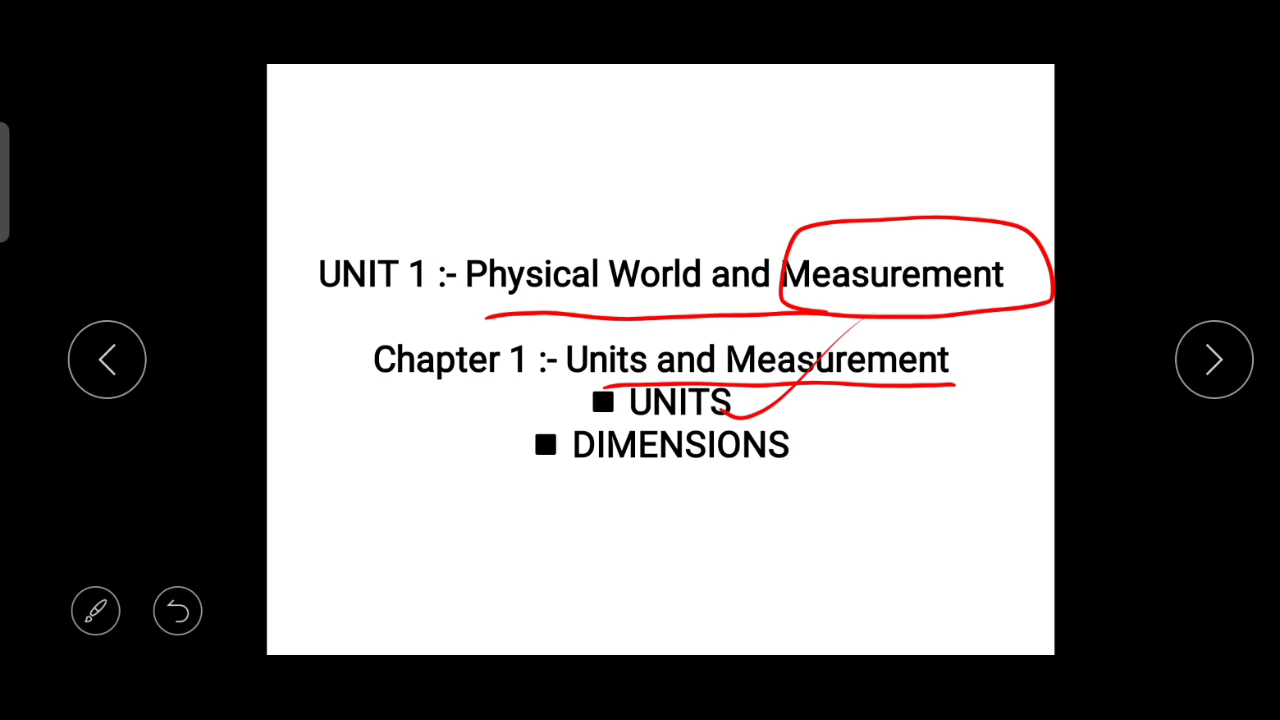 UNIT 1 :- Physical World and Measurement
Chapter 1 :- Units and Measurement
■ UNITS
■ DIMENSIONS